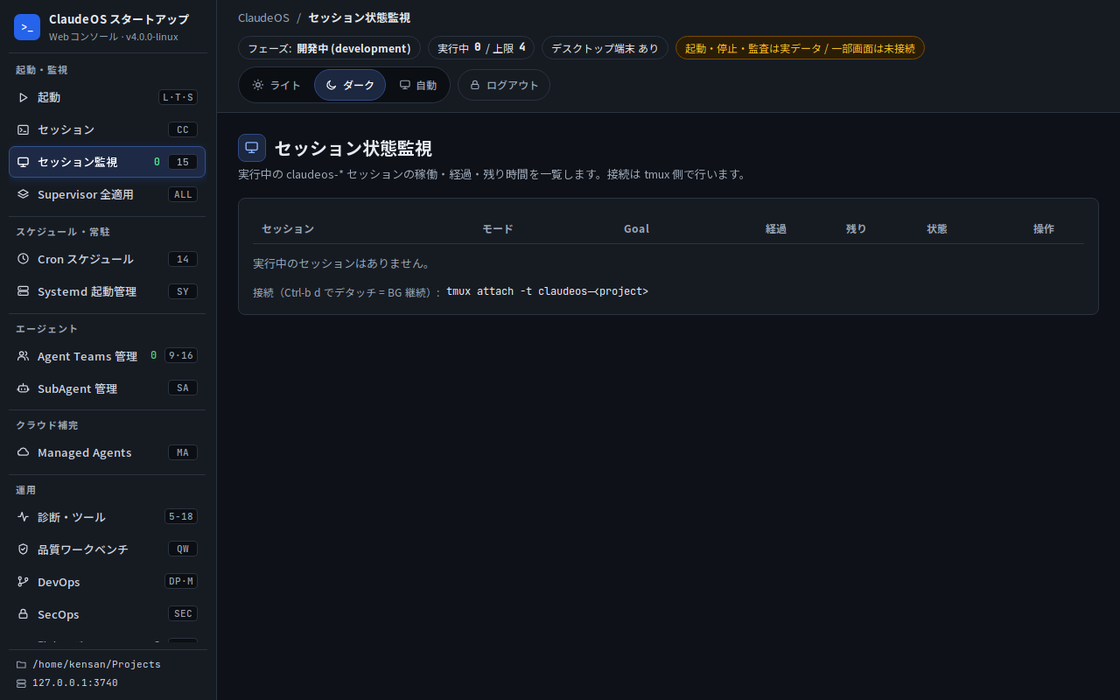 >_ ClaudeOS スタートアップ
Web コンソール · v4.0.0-linux
起動・監視
起動 L·T·S
セッション CC
セッション監視 0 15
Supervisor 全適用 ALL
スケジュール・常駐
Cron スケジュール 14
Systemd 起動管理 SY
エージェント
Agent Teams 管理 0 9·16
SubAgent 管理 SA
クラウド補完
Managed Agents MA
運用
診断・ツール 5-18
品質ワークベンチ QW
DevOps DP·M
SecOps SEC
/home/kensan/Projects
127.0.0.1:3740
ClaudeOS / セッション状態監視
フェーズ: 開発中 (development) 実行中 0 / 上限 4 デスクトップ端末 あり 起動・停止・監査は実データ / 一部画面は未接続
ライト ダーク 自動 ログアウト
セッション状態監視
実行中の claudeos-* セッションの稼働・経過・残り時間を一覧します。接続は tmux 側で行います。
セッション モード Goal 経過 残り 状態 操作
実行中のセッションはありません。
接続（Ctrl-b d でデタッチ = BG 継続）: tmux attach -t claudeos-<project>